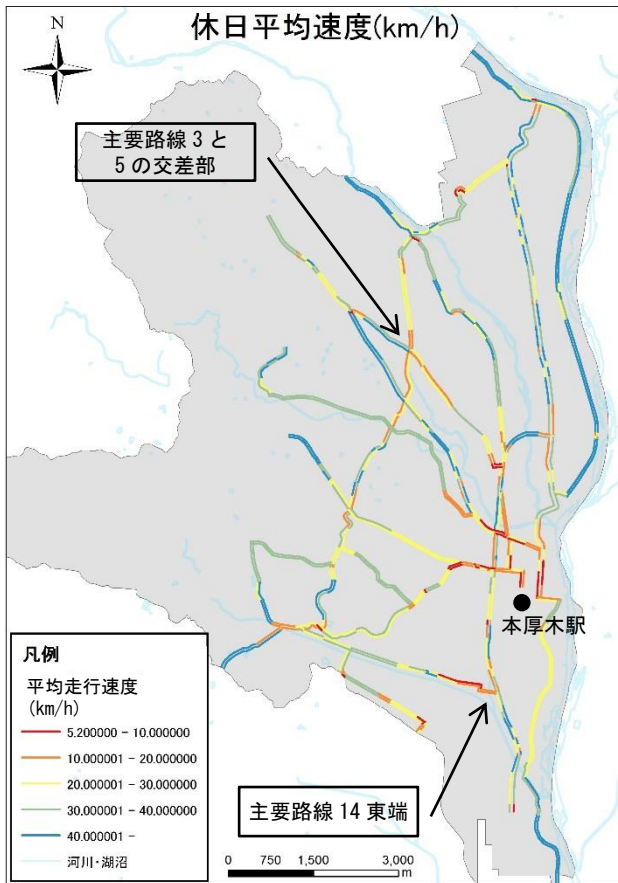 休日平均速度(km/h)
N
主要路線 3 と
5 の交差部
本厚木駅
凡例
平均走行速度
(km/h)
5.200000 - 10.000000
10.000001 - 20.000000
20.000001 - 30.000000
30.000001 - 40.000000
40.000001 -
河川・湖沼
主要路線 14 東端
0 750 1,500 3,000
m